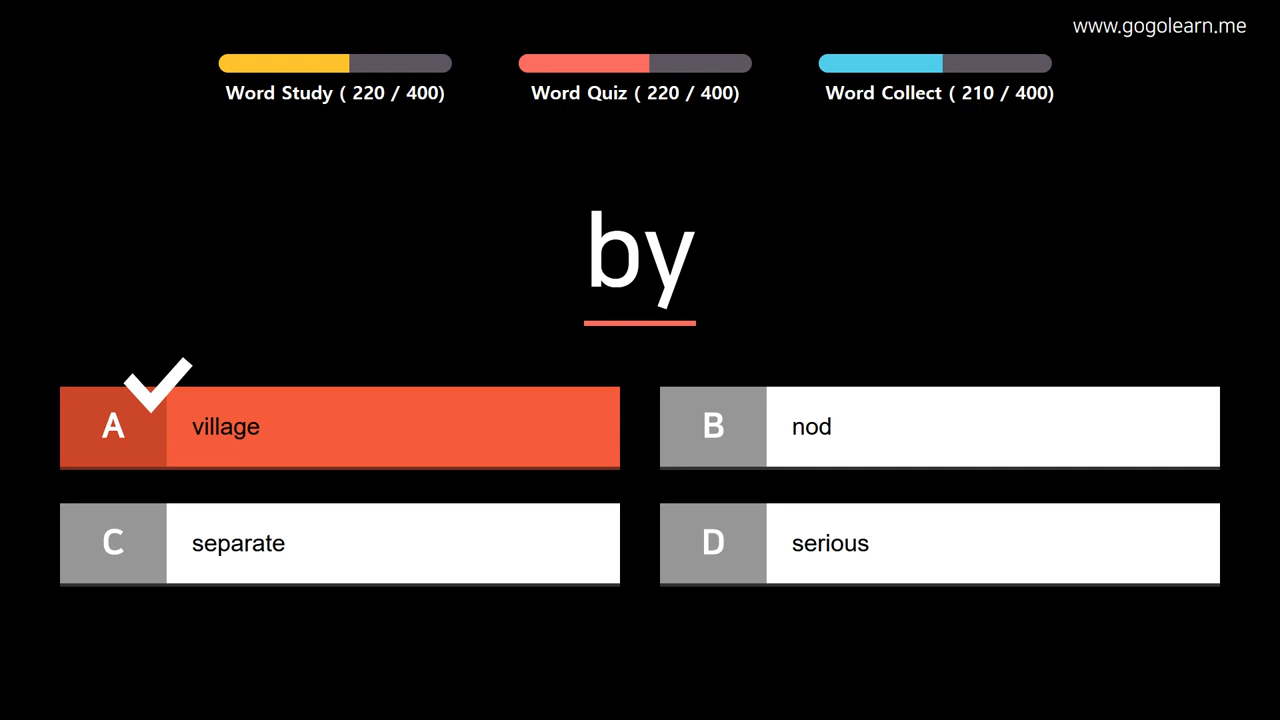 www.gogolearn.me
Word Study ( 220 / 400)
Word Quiz ( 220 / 400)
Word Collect ( 210 / 400)
by
A village
B nod
C separate
D serious